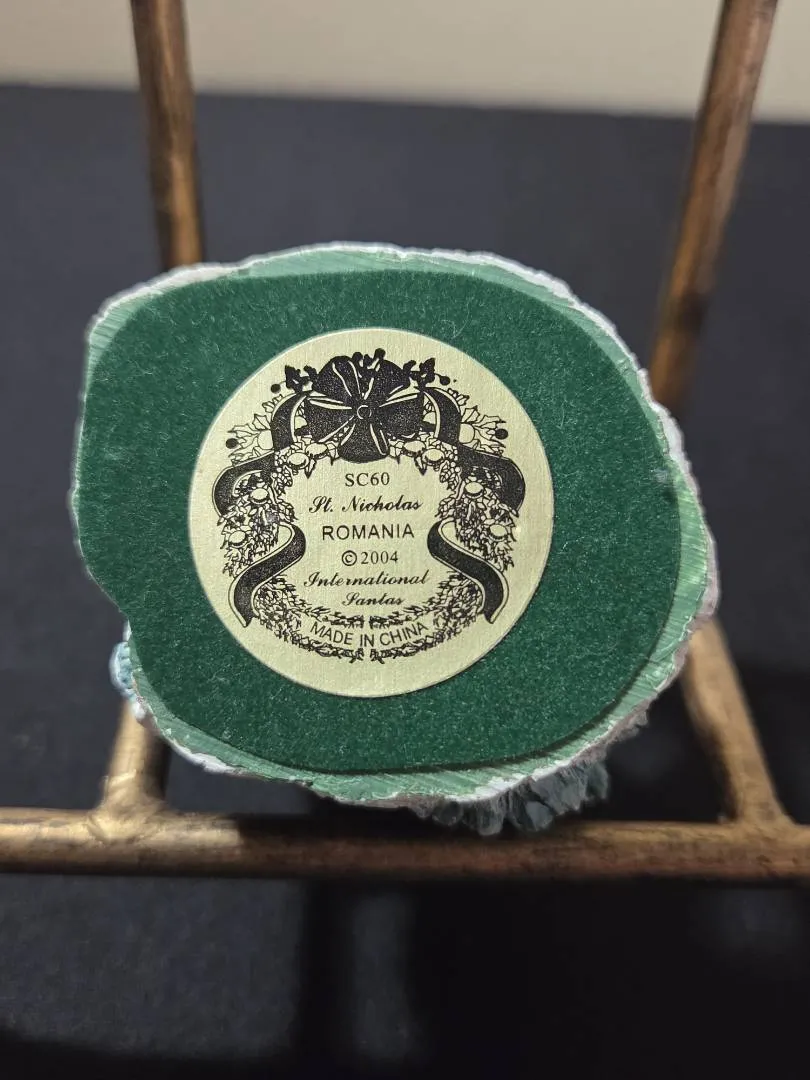 SC60
St. Nicholas
ROMANIA
©2004
International
Santas
MADE IN CHINA